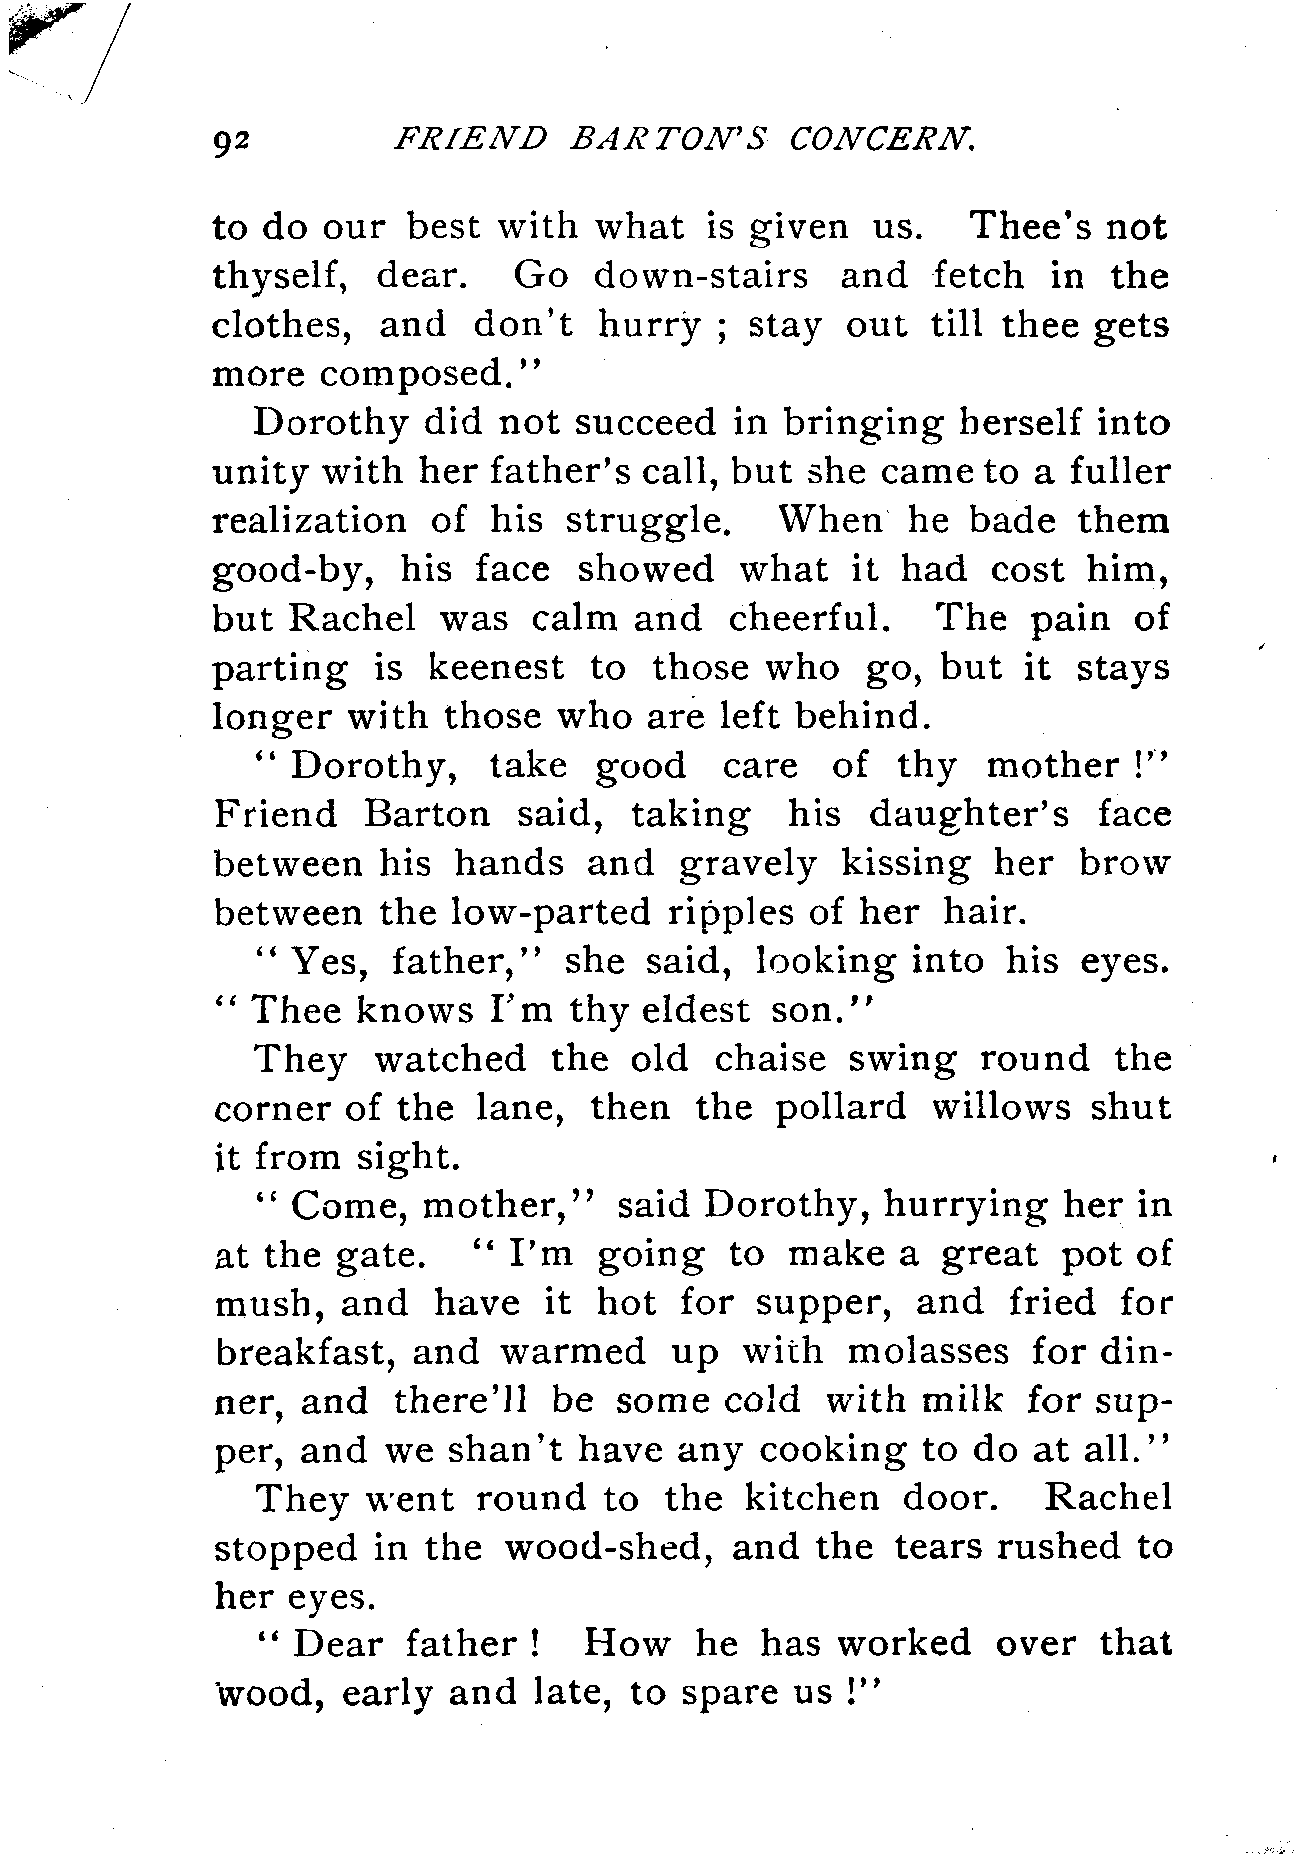 92 FRIEND BARTON'S CONCERN.
to do our best with what is given us. Thee's not
thyself, dear. Go down-stairs and fetch in the
clothes, and don't hurry ; stay out till thee gets
more composed."
Dorothy did not succeed in bringing herself into
unity with her father's call, but she came to a fuller
realization of his struggle. When he bade them
good-by, his face showed what it had cost him,
but Rachel was calm and cheerful. The pain of
parting is keenest to those who go, but it stays
longer with those who are left behind.
" Dorothy, take good care of thy mother !"
Friend Barton said, taking his daughter's face
between his hands and gravely kissing her brow
between the low-parted ripples of her hair.
" Yes, father," she said, looking into his eyes.
" Thee knows I'm thy eldest son."
They watched the old chaise swing round the
corner of the lane, then the pollard willows shut
it from sight.
" Come, mother," said Dorothy, hurrying her in
at the gate. " I'm going to make a great pot of
mush, and have it hot for supper, and fried for
breakfast, and warmed up with molasses for din-
ner, and there'll be some cold with milk for sup-
per, and we shan't have any cooking to do at all."
They went round to the kitchen door. Rachel
stopped in the wood-shed, and the tears rushed to
her eyes.
" Dear father ! How he has worked over that
wood, early and late, to spare us !"